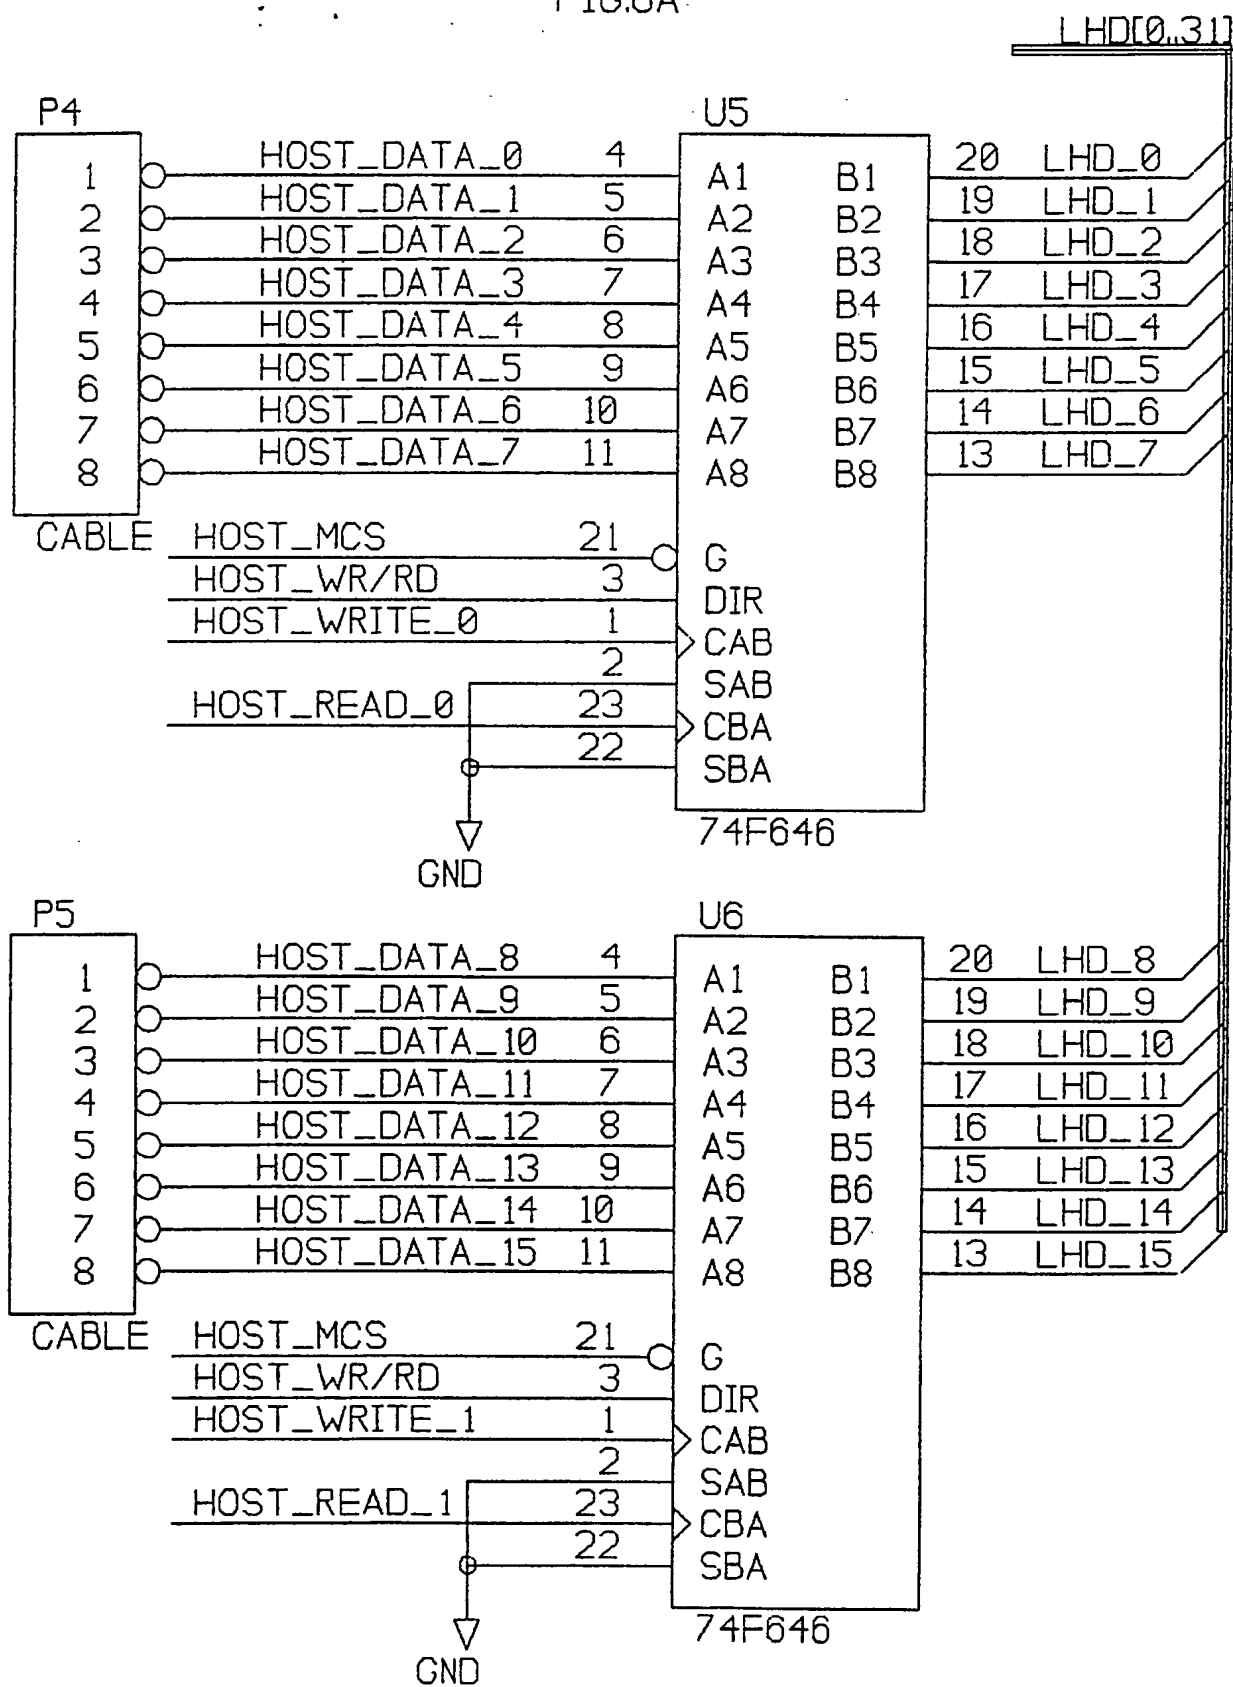 LHD[0..31]
P4
U5
1 HOST_DATA_0 4 A1 B1 20 LHD_0
2 HOST_DATA_1 5 A2 B2 19 LHD_1
3 HOST_DATA_2 6 A3 B3 18 LHD_2
4 HOST_DATA_3 7 A4 B4 17 LHD_3
5 HOST_DATA_4 8 A5 B5 16 LHD_4
6 HOST_DATA_5 9 A6 B6 15 LHD_5
7 HOST_DATA_6 10 A7 B7 14 LHD_6
8 HOST_DATA_7 11 A8 B8 13 LHD_7
CABLE
HOST_MCS 21 G
HOST_WR/RD 3 DIR
HOST_WRITE_0 1 CAB
2 SAB
HOST_READ_0 23 CBA
22 SBA
74F646
GND
P5
U6
1 HOST_DATA_8 4 A1 B1 20 LHD_8
2 HOST_DATA_9 5 A2 B2 19 LHD_9
3 HOST_DATA_10 6 A3 B3 18 LHD_10
4 HOST_DATA_11 7 A4 B4 17 LHD_11
5 HOST_DATA_12 8 A5 B5 16 LHD_12
6 HOST_DATA_13 9 A6 B6 15 LHD_13
7 HOST_DATA_14 10 A7 B7 14 LHD_14
8 HOST_DATA_15 11 A8 B8 13 LHD_15
CABLE
HOST_MCS 21 G
HOST_WR/RD 3 DIR
HOST_WRITE_1 1 CAB
2 SAB
HOST_READ_1 23 CBA
22 SBA
74F646
GND